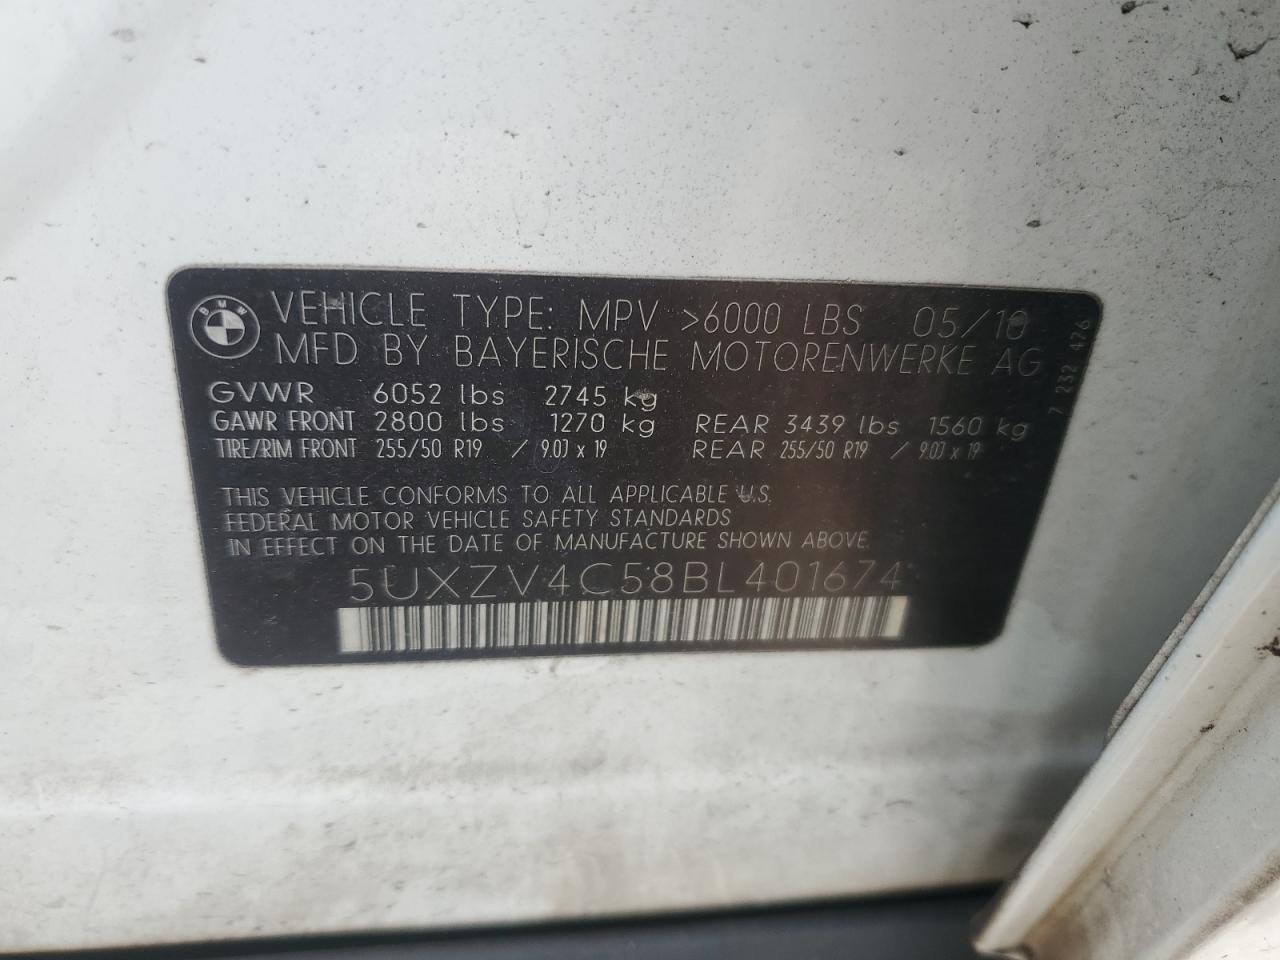 BMW
VEHICLE TYPE: MPV >6000 LBS 05/10
MFD BY BAYERISCHE MOTORENWERKE AG
GVWR 6052 lbs 2745 kg
GAWR FRONT 2800 lbs 1270 kg REAR 3439 lbs 1560 kg
TIRE/RIM FRONT 255/50 R19 / 9.0J x 19 REAR 255/50 R19 / 9.0J x 19
THIS VEHICLE CONFORMS TO ALL APPLICABLE U.S.
FEDERAL MOTOR VEHICLE SAFETY STANDARDS
IN EFFECT ON THE DATE OF MANUFACTURE SHOWN ABOVE.
5UXZV4C58BL401674
7 232 476